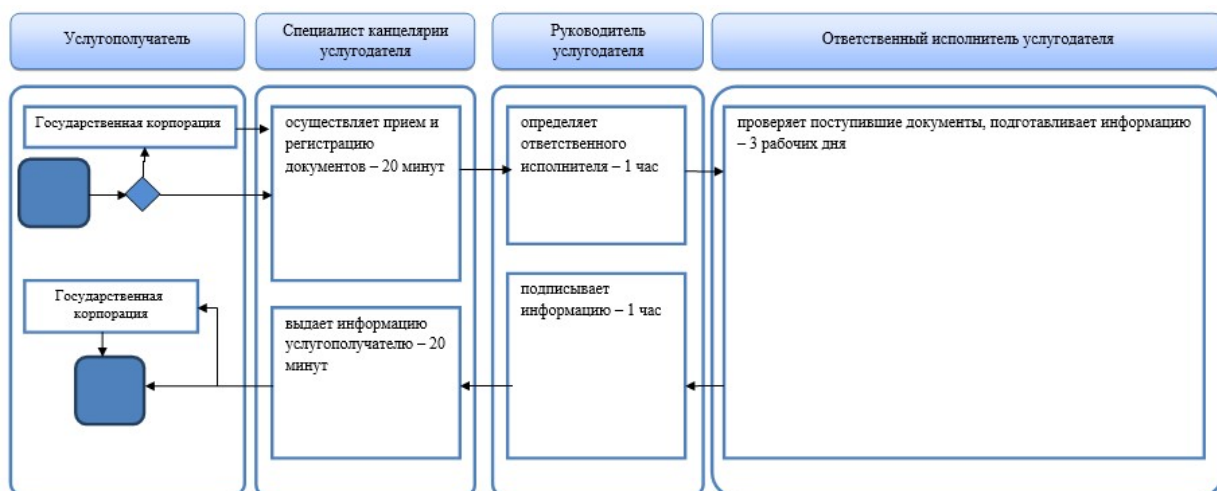 Услугополучатель
Специалист канцелярии
услугодателя
Руководитель
услугодателя
Ответственный исполнитель услугодателя
Государственная корпорация
осуществляет прием и
регистрацию
документов – 20 минут
определяет
ответственного
исполнителя – 1 час
проверяет поступившие документы, подготавливает информацию
– 3 рабочих дня
Государственная
корпорация
выдает информацию
услугополучателю – 20
минут
подписывает
информацию – 1 час